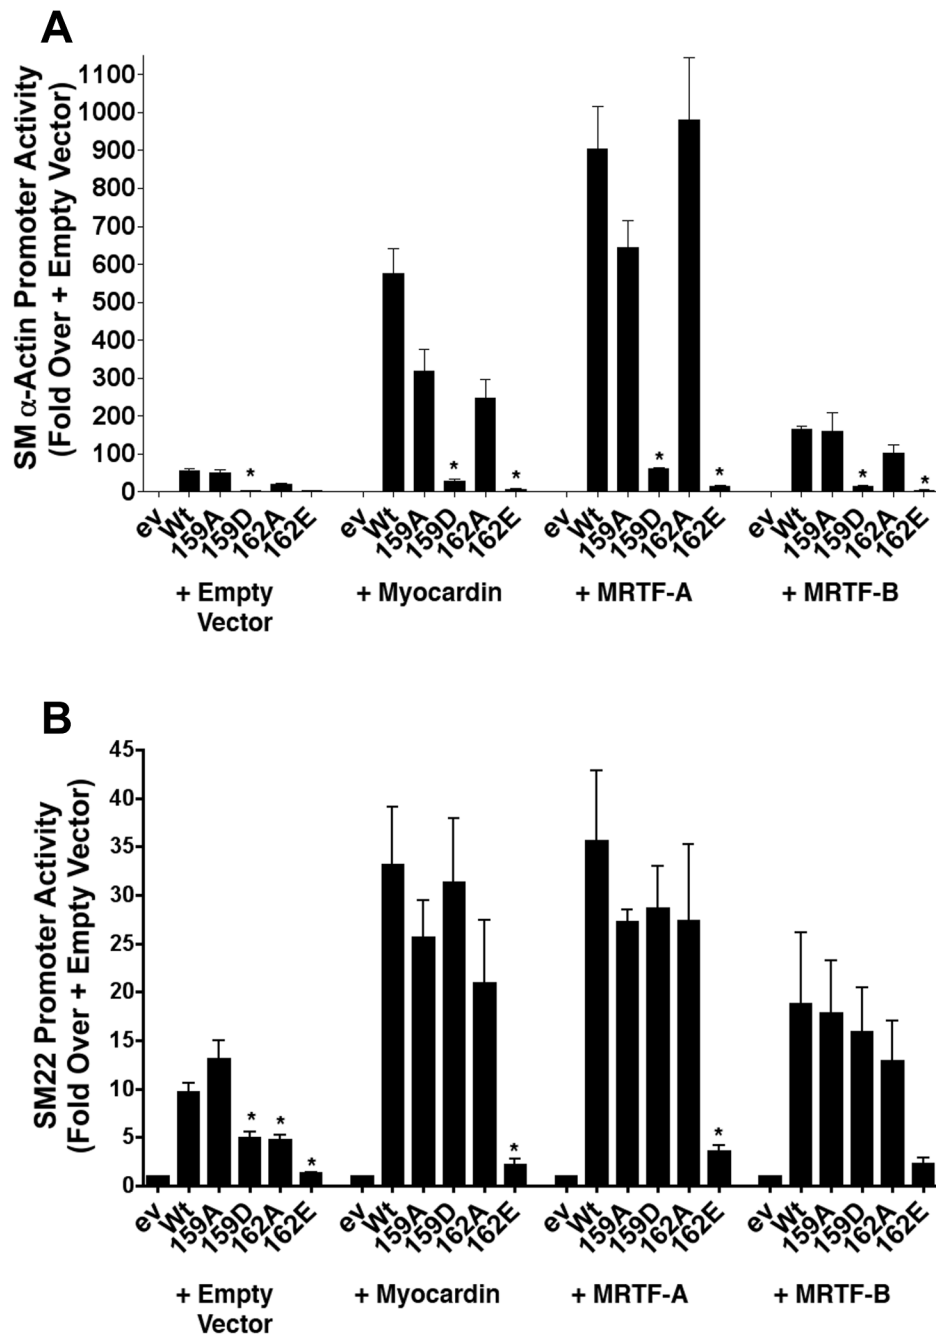 A
SM α-Actin Promoter Activity
(Fold Over + Empty Vector)
1100
1000
900
800
700
600
500
400
300
200
100
0
* * * * * * *
ev Wt 159A 159D 162A 162E ev Wt 159A 159D 162A 162E ev Wt 159A 159D 162A 162E ev Wt 159A 159D 162A 162E
+ Empty Vector
+ Myocardin
+ MRTF-A
+ MRTF-B
B
SM22 Promoter Activity
(Fold Over + Empty Vector)
45
40
35
30
25
20
15
10
5
0
* * * * *
ev Wt 159A 159D 162A 162E ev Wt 159A 159D 162A 162E ev Wt 159A 159D 162A 162E ev Wt 159A 159D 162A 162E
+ Empty Vector
+ Myocardin
+ MRTF-A
+ MRTF-B